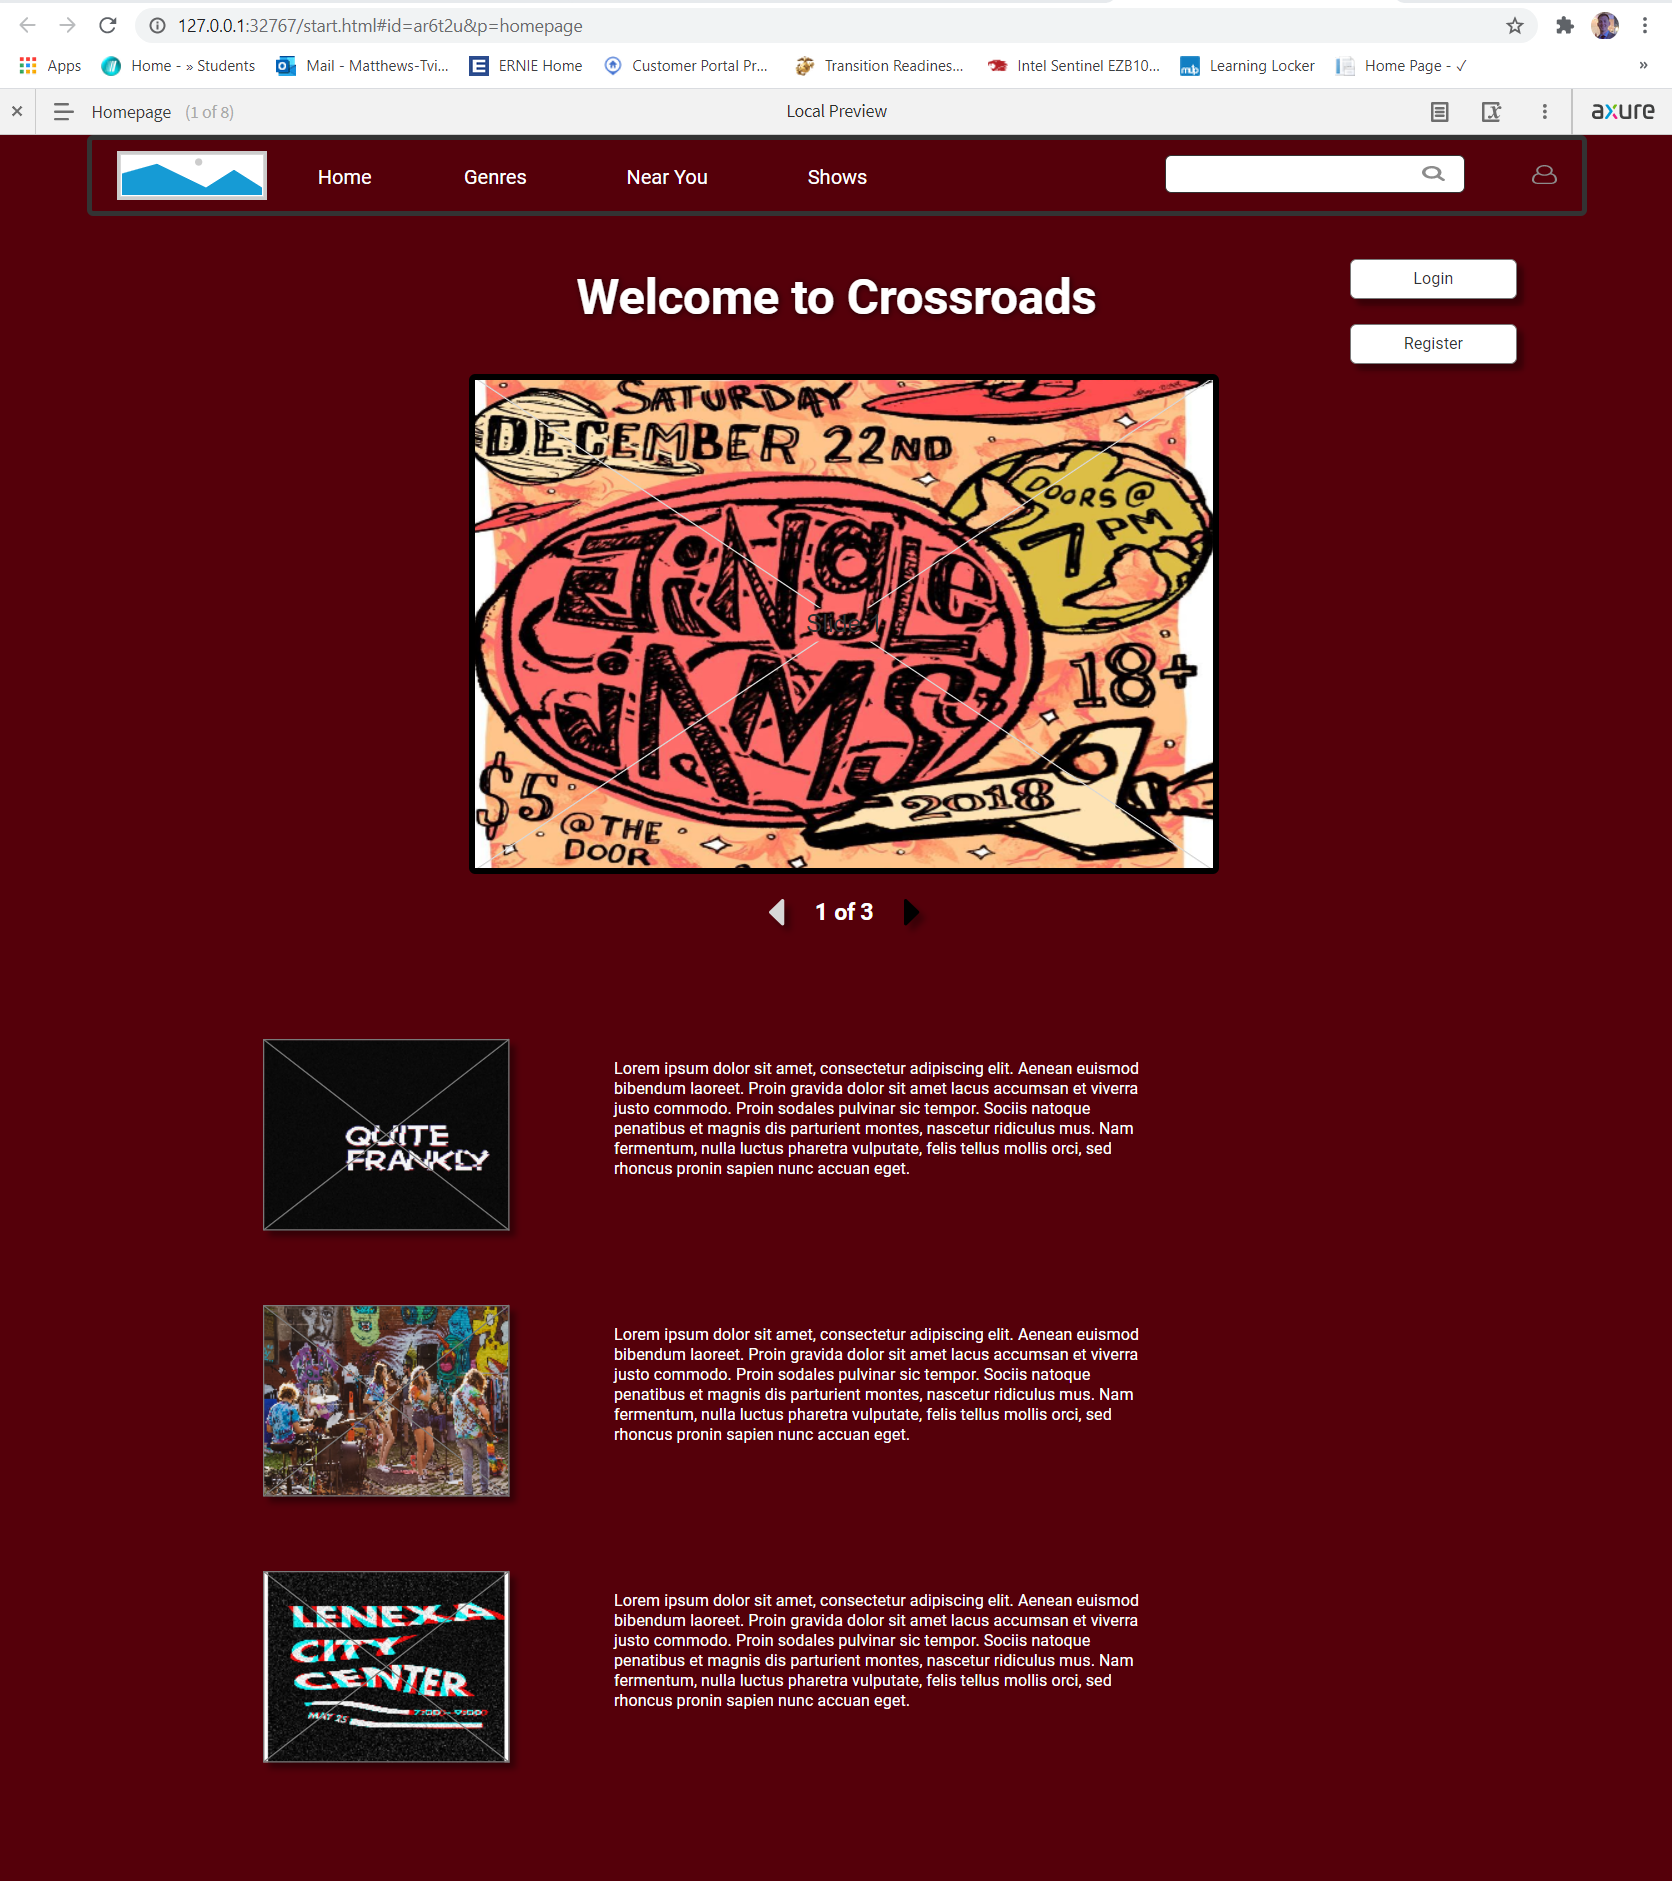 127.0.0.1:32767/start.html#id=ar6t2u&p=homepage
Apps Home - » Students Mail - Matthews-Tvi... ERNIE Home Customer Portal Pr... Transition Readines... Intel Sentinel EZB10... Learning Locker Home Page - ✓ »
Homepage (1 of 8) Local Preview axure
Home Genres Near You Shows
Login
Welcome to Crossroads
Register
SATURDAY
DECEMBER 22ND
DOORS @
7 PM
JiNGLE
JAMS
Slide 1
18+
$5
@ THE
DOOR
2018
1 of 3
QUITE
FRANKLY
Lorem ipsum dolor sit amet, consectetur adipiscing elit. Aenean euismod
bibendum laoreet. Proin gravida dolor sit amet lacus accumsan et viverra
justo commodo. Proin sodales pulvinar sic tempor. Sociis natoque
penatibus et magnis dis parturient montes, nascetur ridiculus mus. Nam
fermentum, nulla luctus pharetra vulputate, felis tellus mollis orci, sed
rhoncus pronin sapien nunc accuan eget.
Lorem ipsum dolor sit amet, consectetur adipiscing elit. Aenean euismod
bibendum laoreet. Proin gravida dolor sit amet lacus accumsan et viverra
justo commodo. Proin sodales pulvinar sic tempor. Sociis natoque
penatibus et magnis dis parturient montes, nascetur ridiculus mus. Nam
fermentum, nulla luctus pharetra vulputate, felis tellus mollis orci, sed
rhoncus pronin sapien nunc accuan eget.
LENEXA
CITY
CENTER
7:00 - 9:00
MAY 25
Lorem ipsum dolor sit amet, consectetur adipiscing elit. Aenean euismod
bibendum laoreet. Proin gravida dolor sit amet lacus accumsan et viverra
justo commodo. Proin sodales pulvinar sic tempor. Sociis natoque
penatibus et magnis dis parturient montes, nascetur ridiculus mus. Nam
fermentum, nulla luctus pharetra vulputate, felis tellus mollis orci, sed
rhoncus pronin sapien nunc accuan eget.